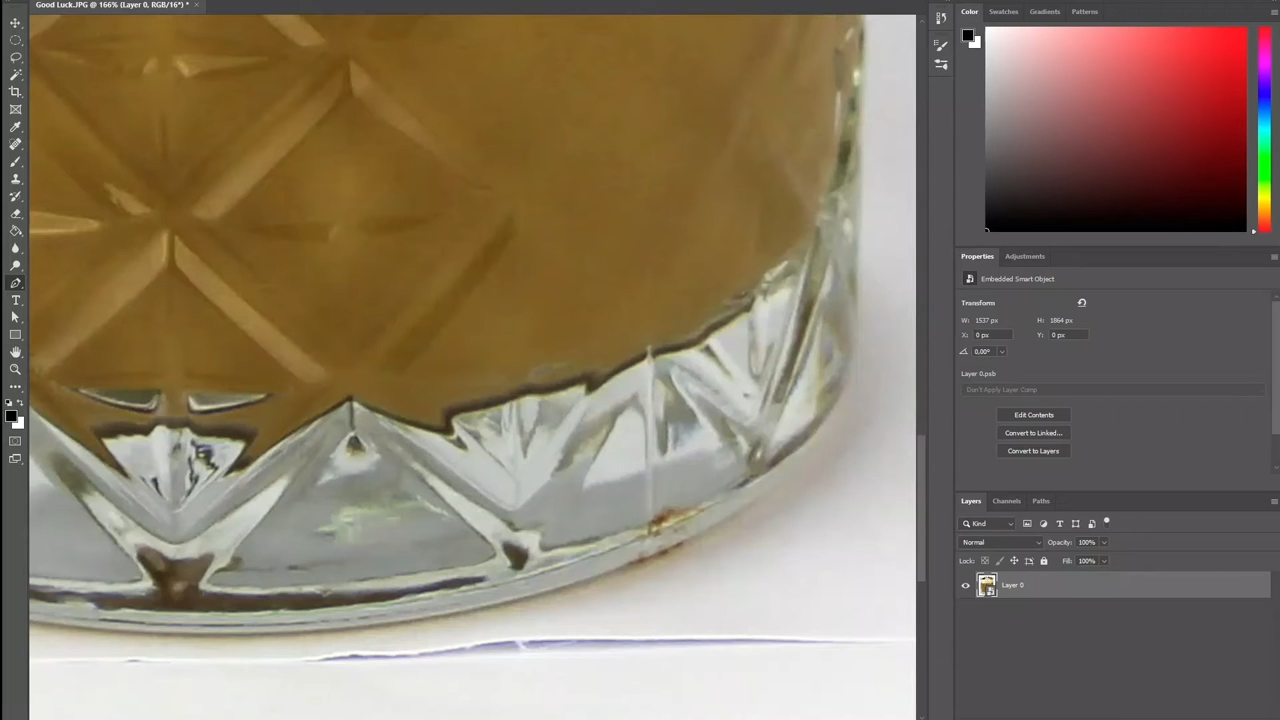 Good Luck.JPG @ 166% (Layer 0, RGB/16*) * ×
Color Swatches Gradients Patterns
Properties Adjustments
Embedded Smart Object
Transform
W: 1537 px H: 1864 px
X: 0 px Y: 0 px
0,00°
Layer 0.psb
Don't Apply Layer Comp
Edit Contents
Convert to Linked...
Convert to Layers
Layers Channels Paths
Kind
Normal Opacity: 100%
Lock: Fill: 100%
Layer 0